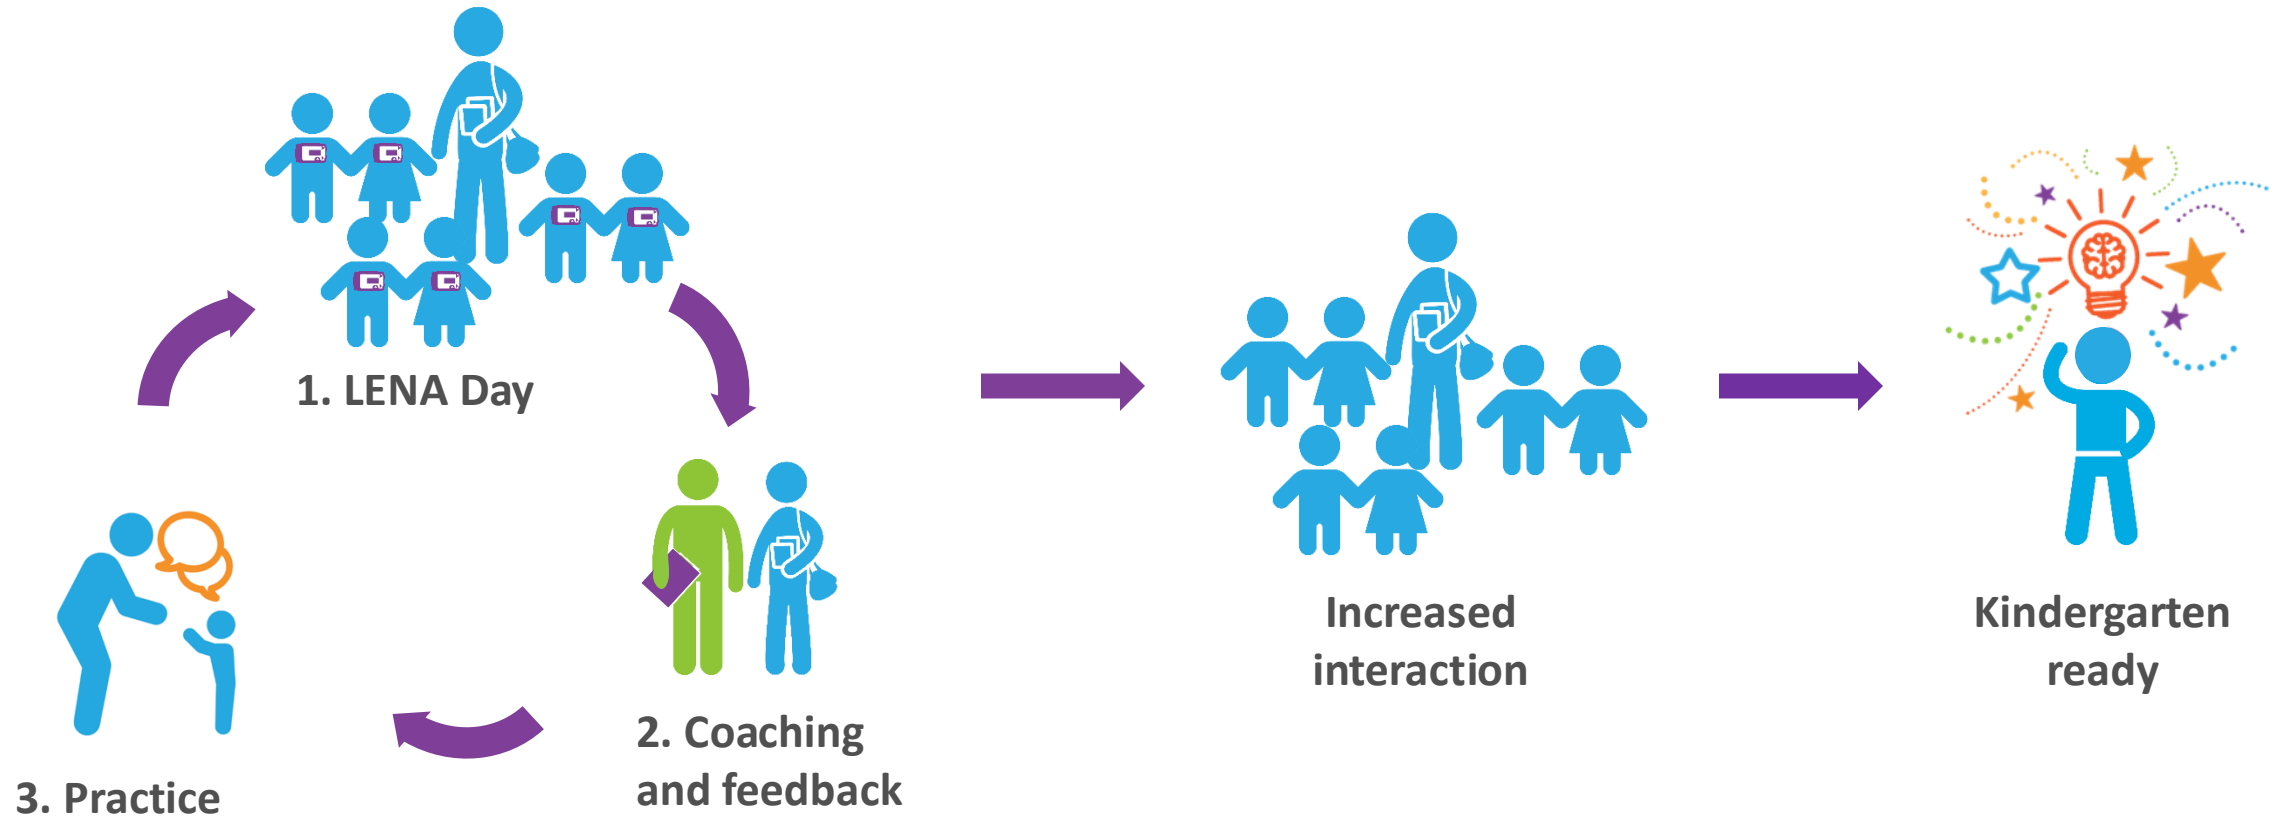 1. LENA Day
2. Coaching
and feedback
3. Practice
Increased
interaction
Kindergarten
ready